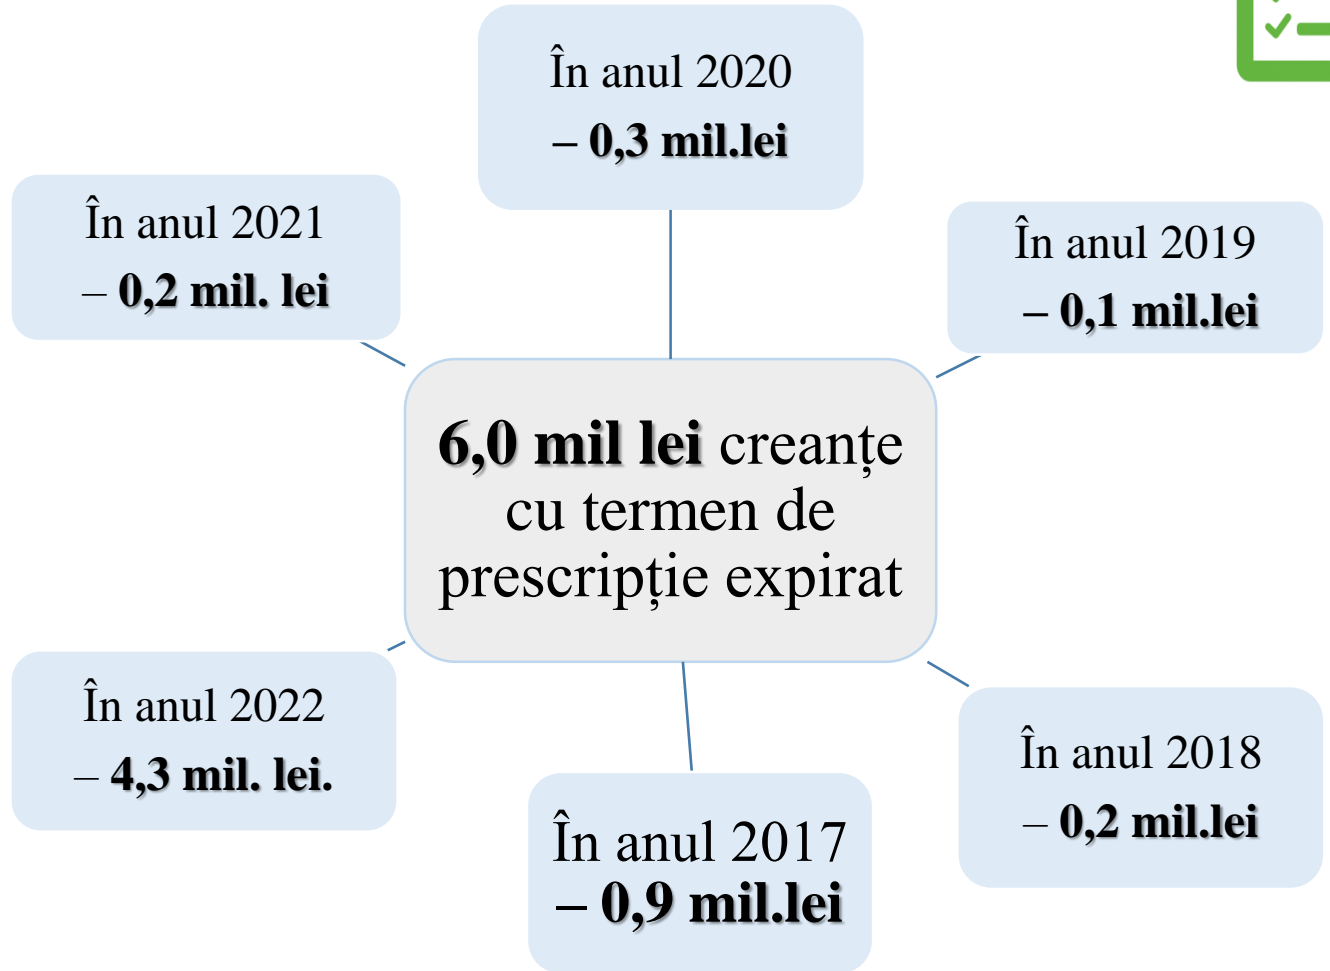 În anul 2020
– 0,3 mil.lei
În anul 2021
– 0,2 mil. lei
În anul 2019
– 0,1 mil.lei
6,0 mil lei creanțe
cu termen de
prescripție expirat
În anul 2022
– 4,3 mil. lei.
În anul 2018
– 0,2 mil.lei
În anul 2017
– 0,9 mil.lei